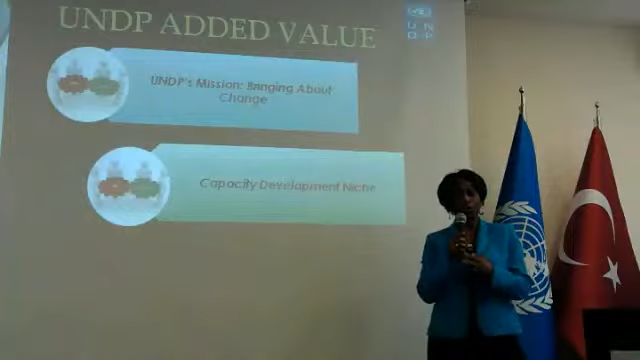 UNDP ADDED VALUE
U N
D P
UNDP's Mission: Bringing About
Change
Capacity Development Niche